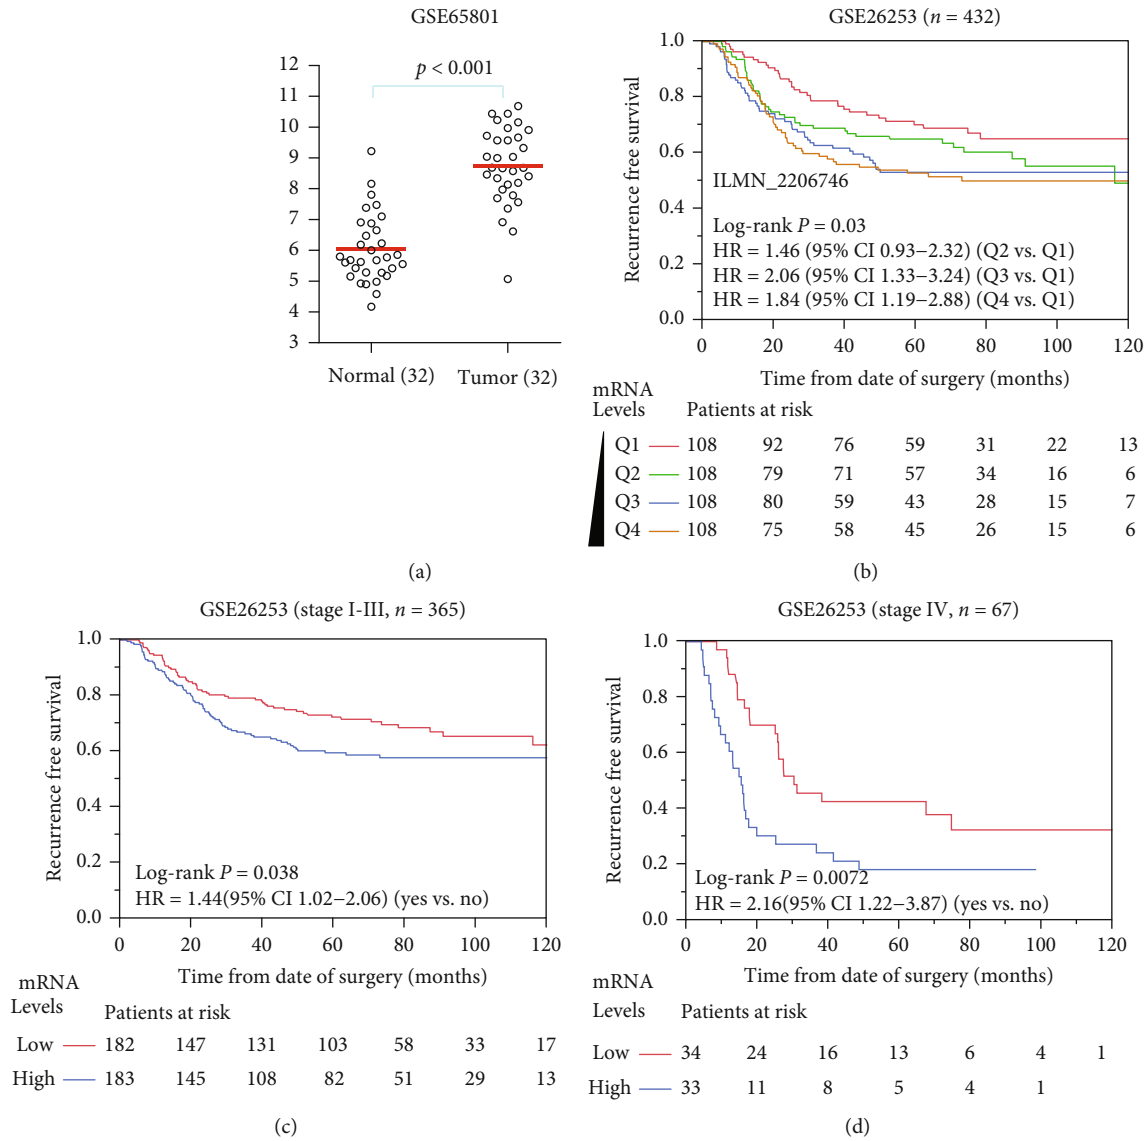 GSE65801
p < 0.001
12
11
10
9
8
7
6
5
4
3
Normal (32) Tumor (32)
(a)
GSE26253 (n = 432)
Recurrence free survival
1.0
0.8
0.6
0.4
0.2
0.0
ILMN_2206746
Log-rank P = 0.03
HR = 1.46 (95% CI 0.93–2.32) (Q2 vs. Q1)
HR = 2.06 (95% CI 1.33–3.24) (Q3 vs. Q1)
HR = 1.84 (95% CI 1.19–2.88) (Q4 vs. Q1)
0 20 40 60 80 100 120
Time from date of surgery (months)
mRNA
Levels Patients at risk
Q1 108 92 76 59 31 22 13
Q2 108 79 71 57 34 16 6
Q3 108 80 59 43 28 15 7
Q4 108 75 58 45 26 15 6
(b)
GSE26253 (stage I-III, n = 365)
Recurrence free survival
1.0
0.8
0.6
0.4
0.2
0.0
Log-rank P = 0.038
HR = 1.44(95% CI 1.02–2.06) (yes vs. no)
0 20 40 60 80 100 120
Time from date of surgery (months)
mRNA
Levels Patients at risk
Low 182 147 131 103 58 33 17
High 183 145 108 82 51 29 13
(c)
GSE26253 (stage IV, n = 67)
Recurrence free survival
1.0
0.8
0.6
0.4
0.2
0.0
Log-rank P = 0.0072
HR = 2.16(95% CI 1.22–3.87) (yes vs. no)
0 20 40 60 80 100 120
Time from date of surgery (months)
mRNA
Levels Patients at risk
Low 34 24 16 13 6 4 1
High 33 11 8 5 4 1
(d)